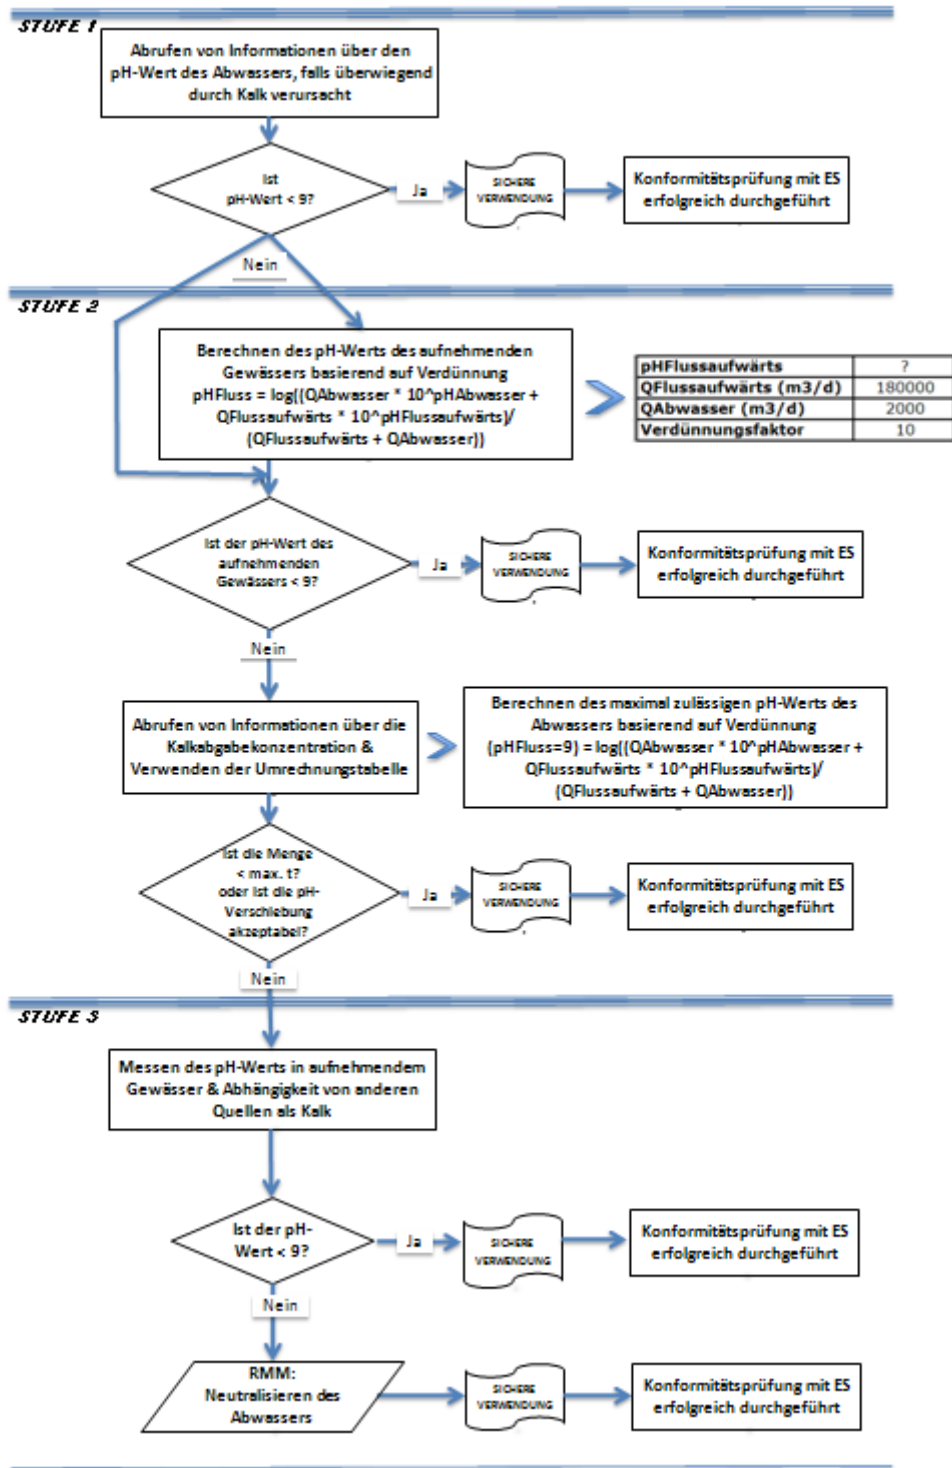 STUFE 1
Abrufen von Informationen über den
pH-Wert des Abwassers, falls überwiegend
durch Kalk verursacht
Ist
pH-Wert < 9?
Ja
SICHERE
VERWENDUNG
Konformitätsprüfung mit ES
erfolgreich durchgeführt
Nein
STUFE 2
Berechnen des pH-Werts des aufnehmenden
Gewässers basierend auf Verdünnung
pHFluss = log((QAbwasser * 10^pHAbwasser +
QFlussaufwärts * 10^pHFlussaufwärts)/
(QFlussaufwärts + QAbwasser))
pHFlussaufwärts ?
QFlussaufwärts (m3/d) 180000
QAbwasser (m3/d) 2000
Verdünnungsfaktor 10
Ist der pH-Wert des
aufnehmenden
Gewässers < 9?
Ja
SICHERE
VERWENDUNG
Konformitätsprüfung mit ES
erfolgreich durchgeführt
Nein
Abrufen von Informationen über die
Kalkabgabekonzentration &
Verwenden der Umrechnungstabelle
Berechnen des maximal zulässigen pH-Werts des
Abwassers basierend auf Verdünnung
(pHFluss=9) = log((QAbwasser * 10^pHAbwasser +
QFlussaufwärts * 10^pHFlussaufwärts)/
(QFlussaufwärts + QAbwasser))
Ist die Menge
< max. t?
oder ist die pH-
Verschiebung
akzeptabel?
Ja
SICHERE
VERWENDUNG
Konformitätsprüfung mit ES
erfolgreich durchgeführt
Nein
STUFE 3
Messen des pH-Werts in aufnehmendem
Gewässer & Abhängigkeit von anderen
Quellen als Kalk
Ist der pH-
Wert < 9?
Ja
SICHERE
VERWENDUNG
Konformitätsprüfung mit ES
erfolgreich durchgeführt
Nein
RMM:
Neutralisieren des
Abwassers
SICHERE
VERWENDUNG
Konformitätsprüfung mit ES
erfolgreich durchgeführt